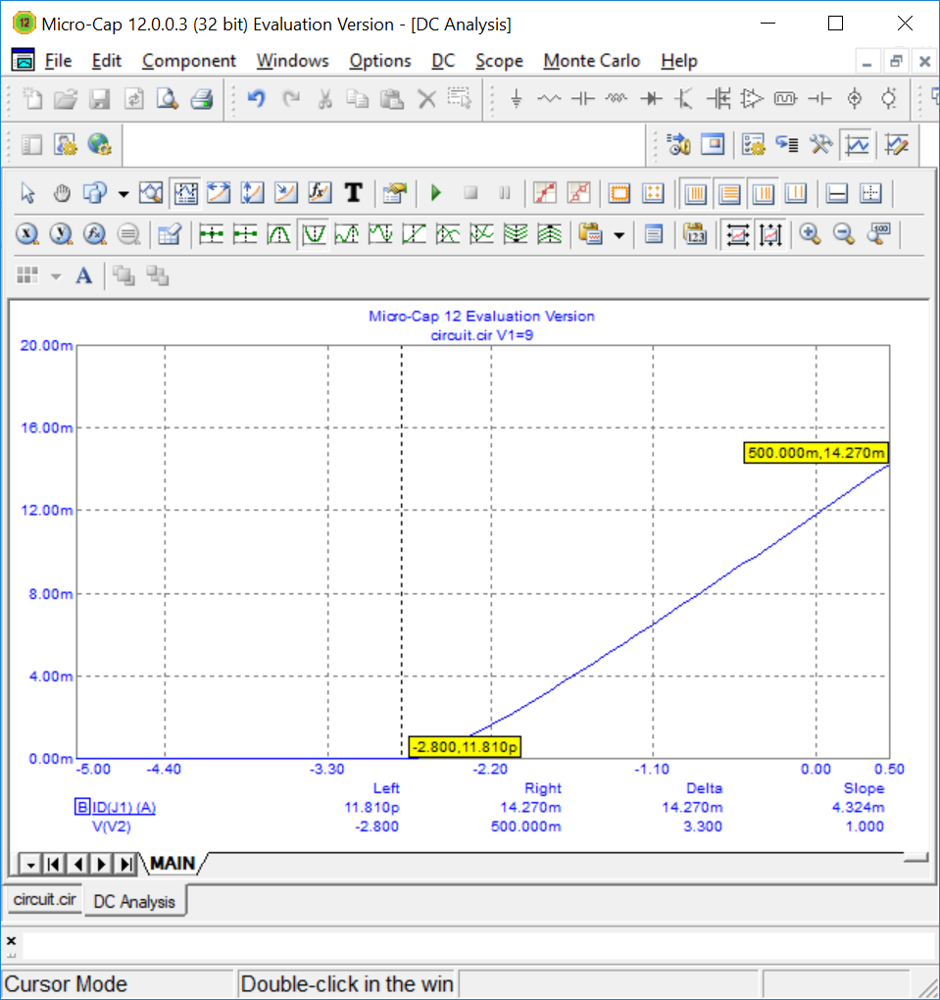 12 Micro-Cap 12.0.0.3 (32 bit) Evaluation Version - [DC Analysis]
File Edit Component Windows Options DC Scope Monte Carlo Help
Micro-Cap 12 Evaluation Version
circuit.cir V1=9
20.00m
16.00m
500.000m,14.270m
12.00m
8.00m
4.00m
-2.800,11.810p
0.00m
-5.00 -4.40 -3.30 -2.20 -1.10 0.00 0.50
Left Right Delta Slope
B ID(J1) (A) 11.810p 14.270m 14.270m 4.324m
V(V2) -2.800 500.000m 3.300 1.000
MAIN
circuit.cir DC Analysis
Cursor Mode Double-click in the win